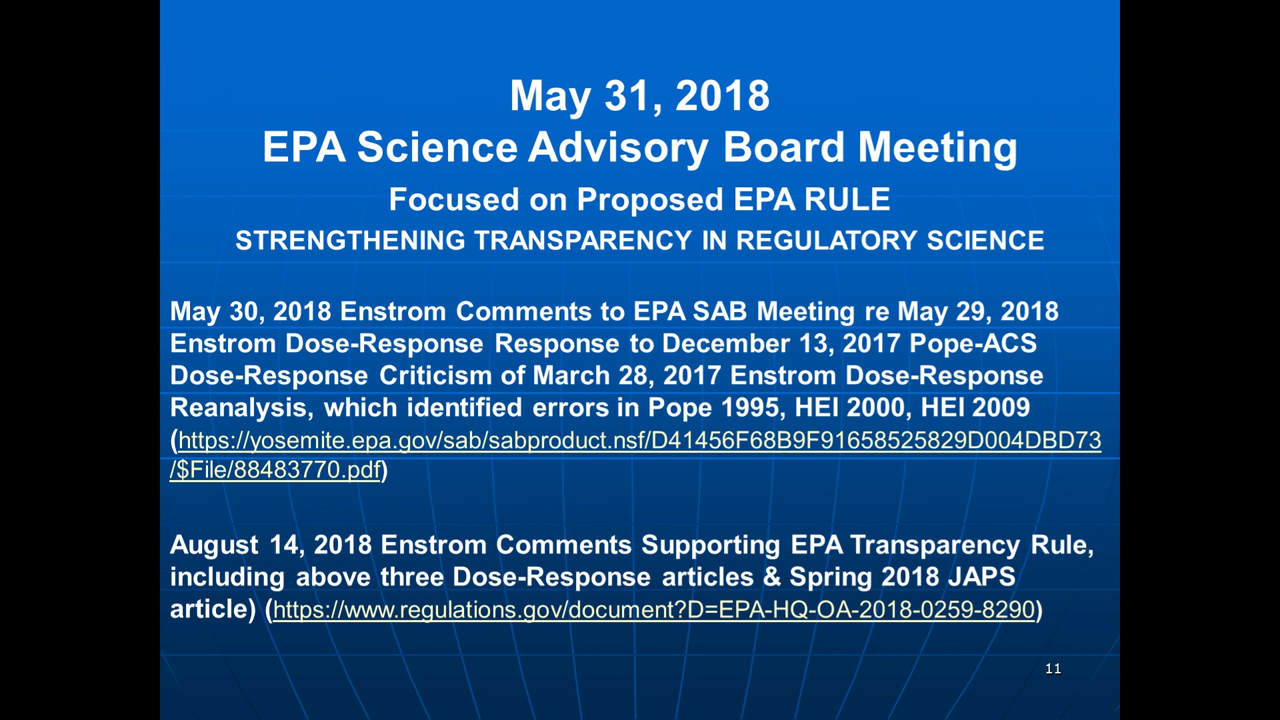 May 31, 2018
EPA Science Advisory Board Meeting
Focused on Proposed EPA RULE
STRENGTHENING TRANSPARENCY IN REGULATORY SCIENCE
May 30, 2018 Enstrom Comments to EPA SAB Meeting re May 29, 2018
Enstrom Dose-Response Response to December 13, 2017 Pope-ACS
Dose-Response Criticism of March 28, 2017 Enstrom Dose-Response
Reanalysis, which identified errors in Pope 1995, HEI 2000, HEI 2009
(https://yosemite.epa.gov/sab/sabproduct.nsf/D41456F68B9F91658525829D004DBD73
/$File/88483770.pdf)
August 14, 2018 Enstrom Comments Supporting EPA Transparency Rule,
including above three Dose-Response articles & Spring 2018 JAPS
article) (https://www.regulations.gov/document?D=EPA-HQ-OA-2018-0259-8290)
11